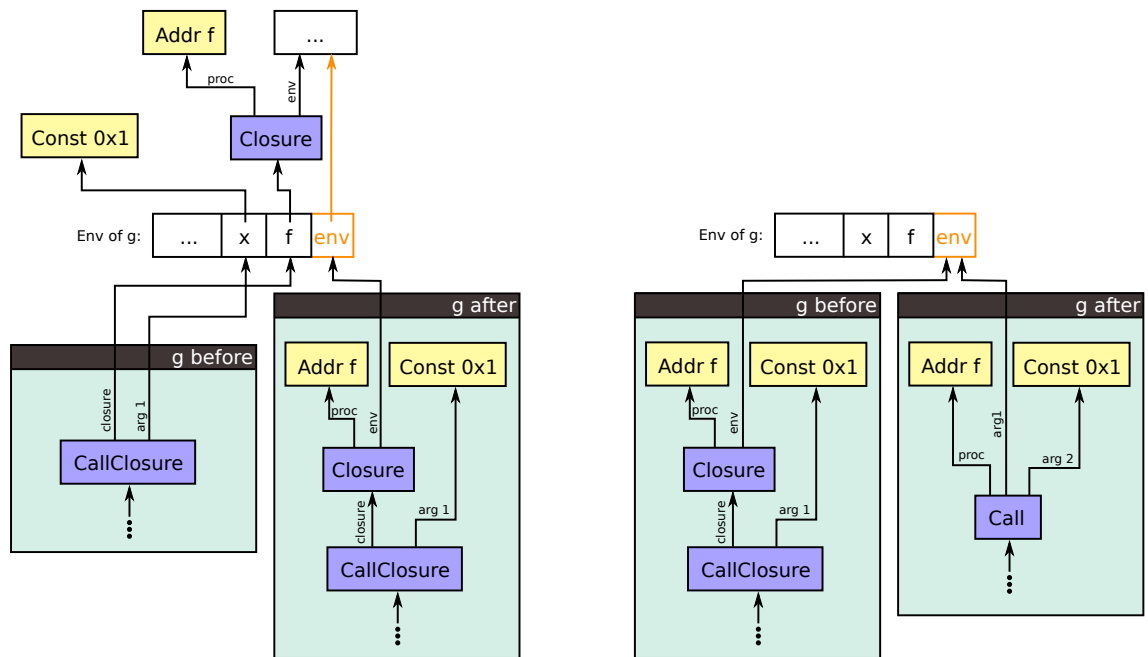 Addr f
...
proc
env
Const 0x1
Closure
Env of g:
...
x
f
env
g before
closure
arg 1
CallClosure
g after
Addr f
Const 0x1
proc
env
Closure
closure
arg 1
CallClosure
Env of g:
...
x
f
env
g before
Addr f
Const 0x1
proc
env
Closure
closure
arg 1
CallClosure
g after
Addr f
Const 0x1
arg1
proc
arg 2
Call